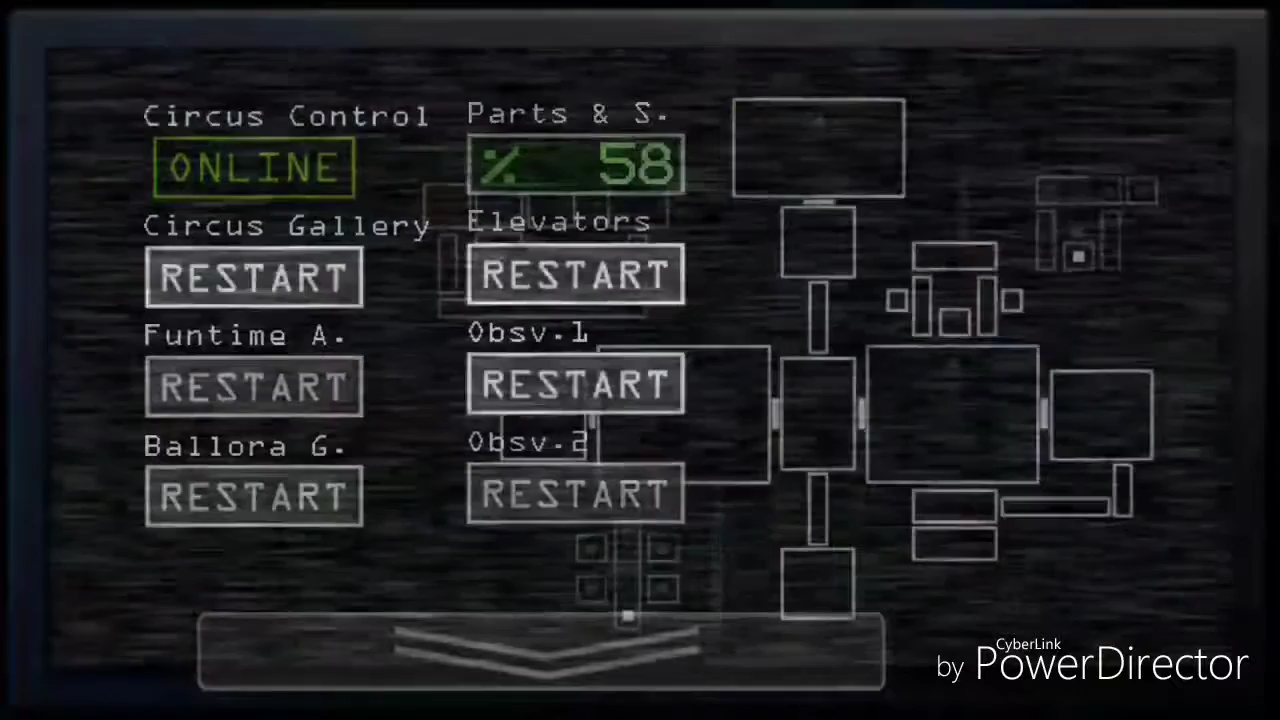 Circus Control
ONLINE
Circus Gallery
RESTART
Funtime A.
RESTART
Ballora G.
RESTART
Parts & S.
% 58
Elevators
RESTART
Obsv.1
RESTART
Obsv.2
RESTART
CyberLink
by PowerDirector